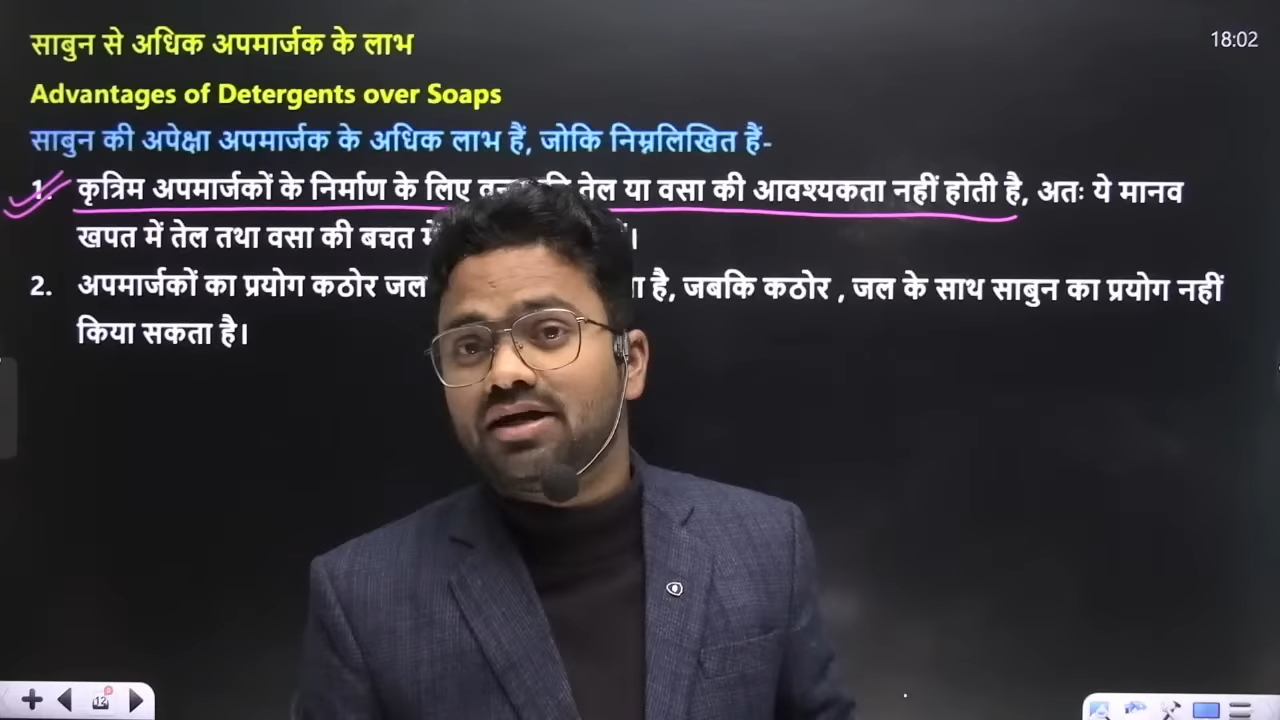 साबुन से अधिक अपमार्जक के लाभ
18:02
Advantages of Detergents over Soaps
साबुन की अपेक्षा अपमार्जक के अधिक लाभ हैं, जोकि निम्नलिखित हैं-
1. कृत्रिम अपमार्जकों के निर्माण के लिए तेल या वसा की आवश्यकता नहीं होती है, अतः ये मानव
खपत में तेल तथा वसा की बचत
2. अपमार्जकों का प्रयोग कठोर जल है, जबकि कठोर , जल के साथ साबुन का प्रयोग नहीं
किया सकता है।
12